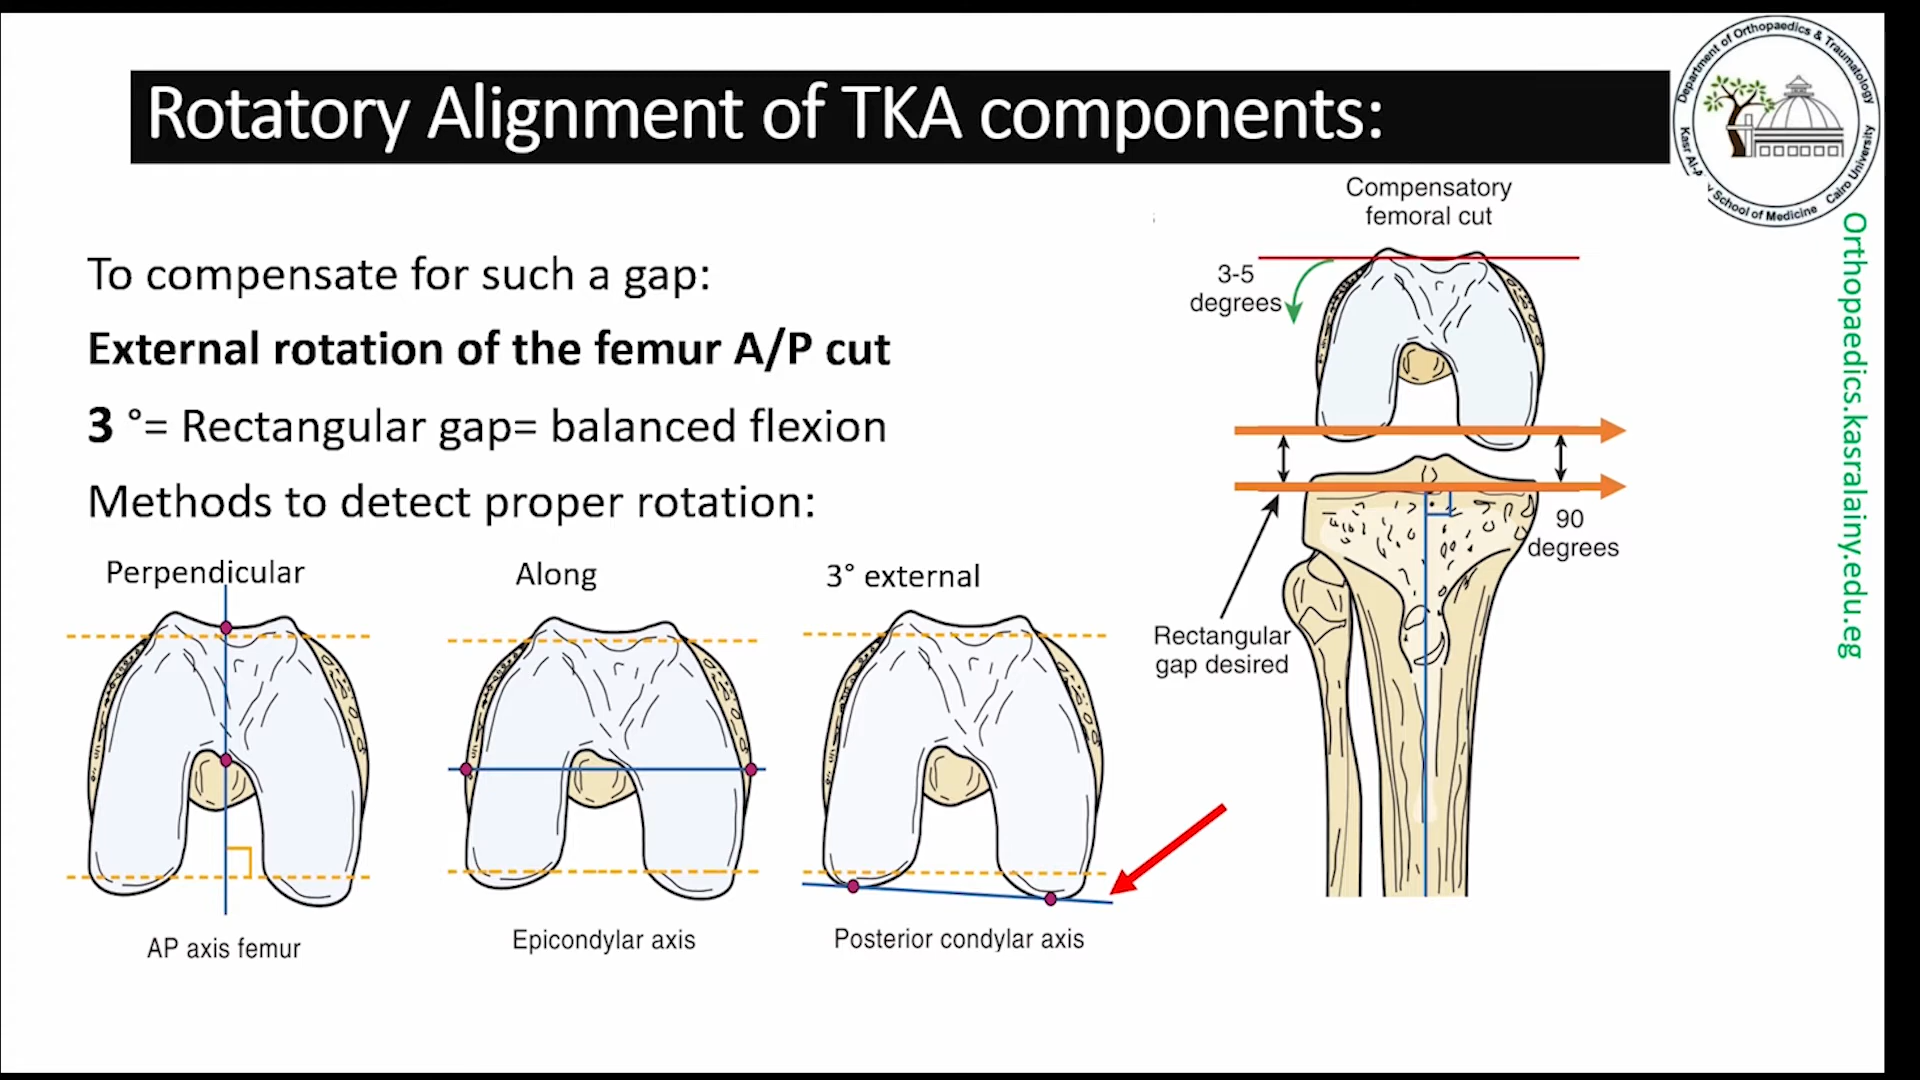 Rotatory Alignment of TKA components:
Department of Orthopaedics & Traumatology
School of Medicine Cairo University
Orthopaedics.kasralainy.edu.eg
To compensate for such a gap:
External rotation of the femur A/P cut
3 °= Rectangular gap= balanced flexion
Methods to detect proper rotation:
Perpendicular
AP axis femur
Along
Epicondylar axis
3° external
Posterior condylar axis
Compensatory
femoral cut
3-5
degrees
90
degrees
Rectangular
gap desired